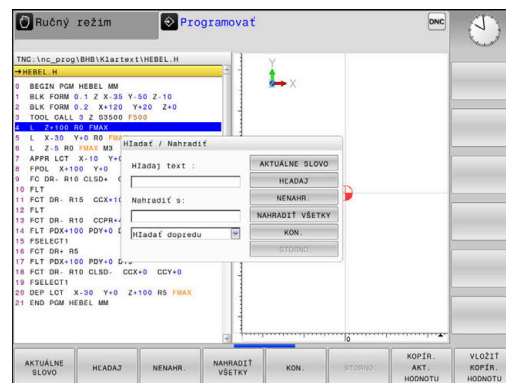 Ručný režim
Programovať
DNC
TNC:\nc_prog\BHB\Klartext\HEBEL.H
→HEBEL.H
0 BEGIN PGM HEBEL MM
1 BLK FORM 0.1 Z X-35 Y-50 Z-10
2 BLK FORM 0.2 X+120 Y+20 Z+0
3 TOOL CALL 3 Z S3500 F500
4 L Z+100 R0 FMAX
5 L X-30 Y+0 R0 FMAX
6 L Z-5 R0 FMAX M3
7 APPR LCT X-10 Y+0
8 FPOL X+100 Y+0
9 FC DR- R10 CLSD+
10 FLT
11 FCT DR- R15 CCX+10
12 FLT
13 FCT DR- R10 CCPR+
14 FLT PDX+100 PDY+0
15 FSELECT1
16 FCT DR+ R5
17 FLT PDX+100 PDY+0
18 FCT DR- R10 CLSD- CCX+0 CCY+0
19 FSELECT1
20 DEP LCT X-30 Y+0 Z+100 R5 FMAX
21 END PGM HEBEL MM
Y
X
0
Hľadať / Nahradiť
Hľadaj text :
Nahradiť s:
Hľadať dopredu
AKTUÁLNE SLOVO
HĽADAJ
NENAHR.
NAHRADIŤ VŠETKY
KON.
STORNO
AKTUÁLNE
SLOVO
HĽADAJ
NENAHR.
NAHRADIŤ
VŠETKY
KON.
STORNO
KOPÍR.
AKT.
HODNOTU
VLOŽIŤ
KOPÍR.
HODNOTU